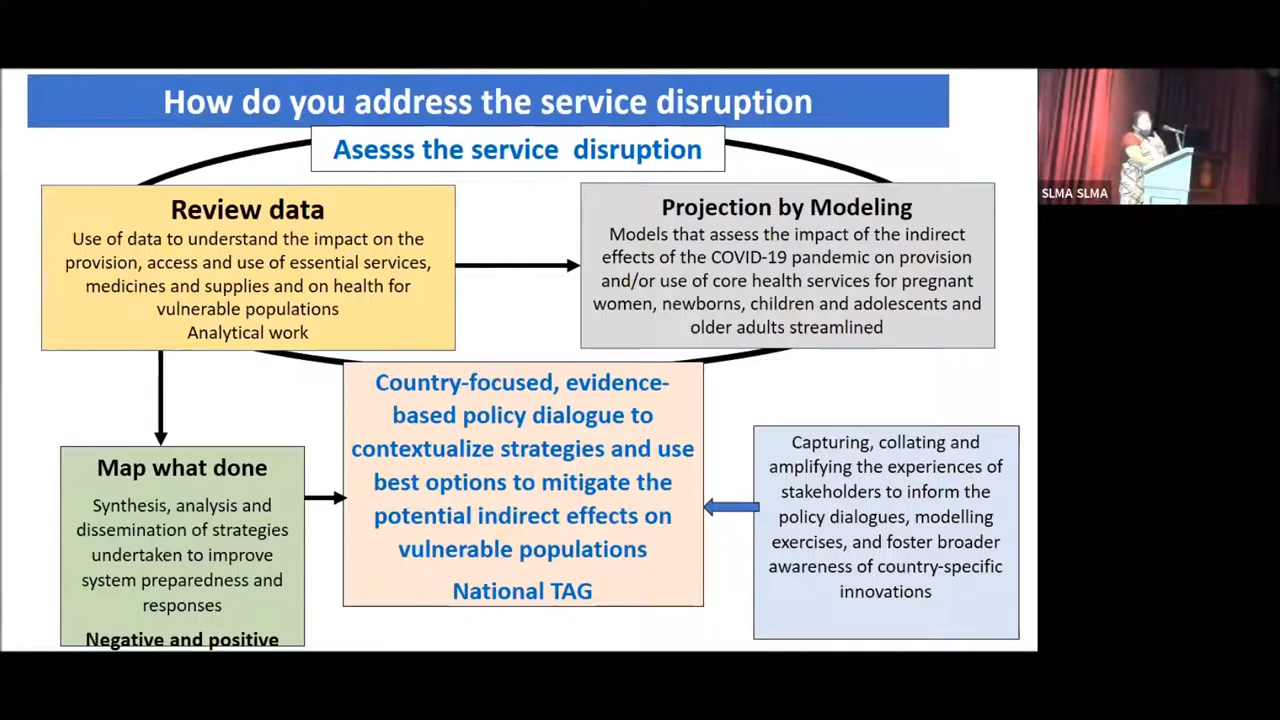 How do you address the service disruption
Asesss the service disruption
Review data
Use of data to understand the impact on the
provision, access and use of essential services,
medicines and supplies and on health for
vulnerable populations
Analytical work
Projection by Modeling
Models that assess the impact of the indirect
effects of the COVID-19 pandemic on provision
and/or use of core health services for pregnant
women, newborns, children and adolescents and
older adults streamlined
Map what done
Synthesis, analysis and
dissemination of strategies
undertaken to improve
system preparedness and
responses
Negative and positive
Country-focused, evidence-
based policy dialogue to
contextualize strategies and use
best options to mitigate the
potential indirect effects on
vulnerable populations
National TAG
Capturing, collating and
amplifying the experiences of
stakeholders to inform the
policy dialogues, modelling
exercises, and foster broader
awareness of country-specific
innovations
SLMA SLMA